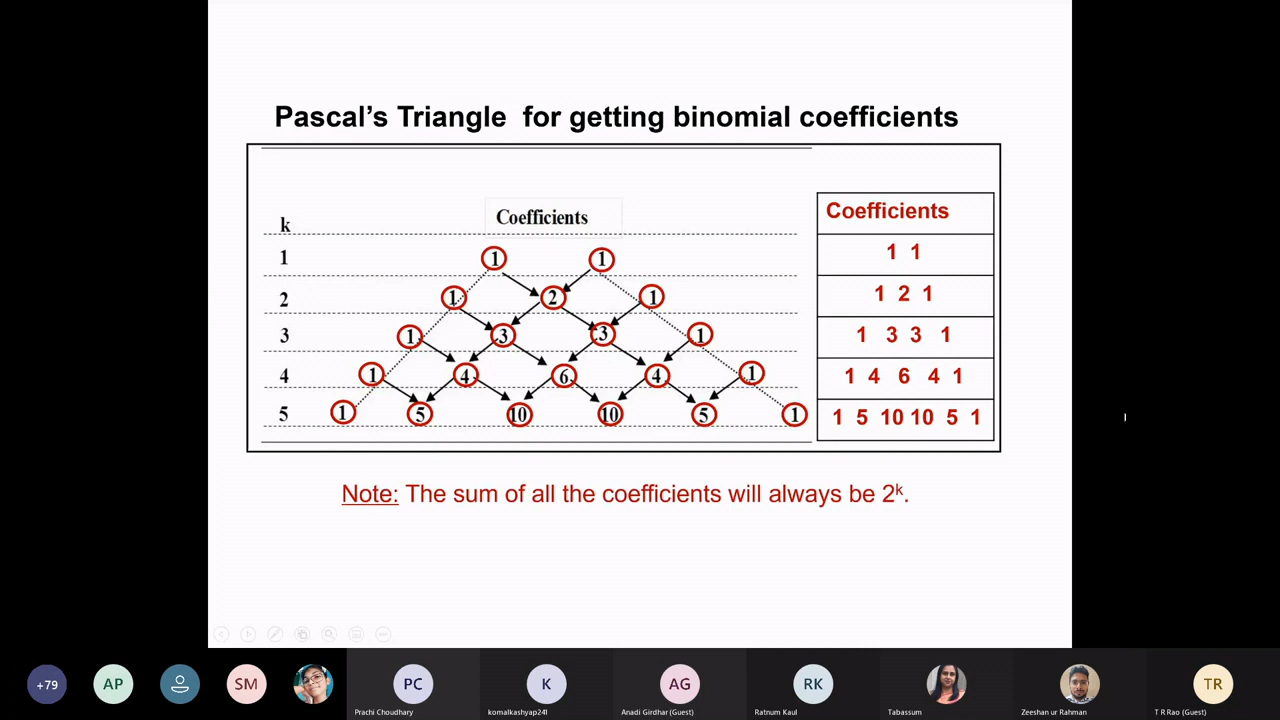 Pascal's Triangle for getting binomial coefficients
k
Coefficients
1 1 1
2 1 2 1
3 1 3 3 1
4 1 4 6 4 1
5 1 5 10 10 5 1
Coefficients
1 1
1 2 1
1 3 3 1
1 4 6 4 1
1 5 10 10 5 1
Note: The sum of all the coefficients will always be 2ᵏ.
+79 AP SM PC K AG RK TR
Prachi Choudhary komalkashyap241 Anadi Girdhar (Guest) Ratnum Kaul Tabassum Zeeshan ur Rahman T R Rao (Guest)